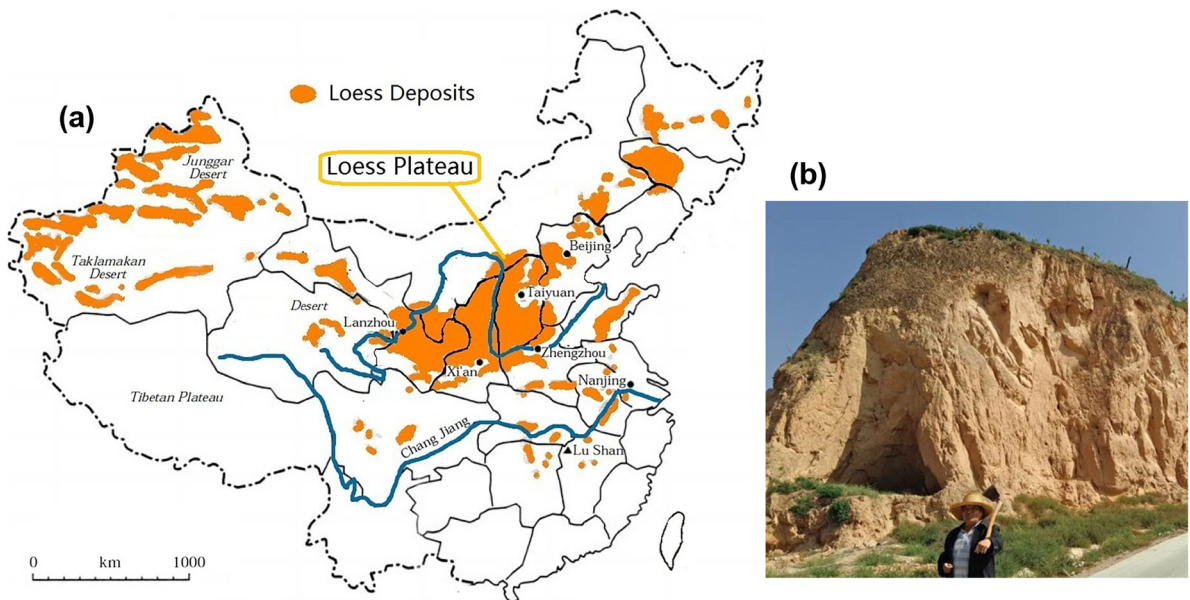 (a)
Loess Deposits
Loess Plateau
Junggar
Desert
Taklamakan
Desert
Beijing
Taiyuan
Desert
Lanzhou
Zhengzhou
Xi'an
Nanjing
Tibetan Plateau
Chang Jiang
Lu Shan
0 km 1000
(b)